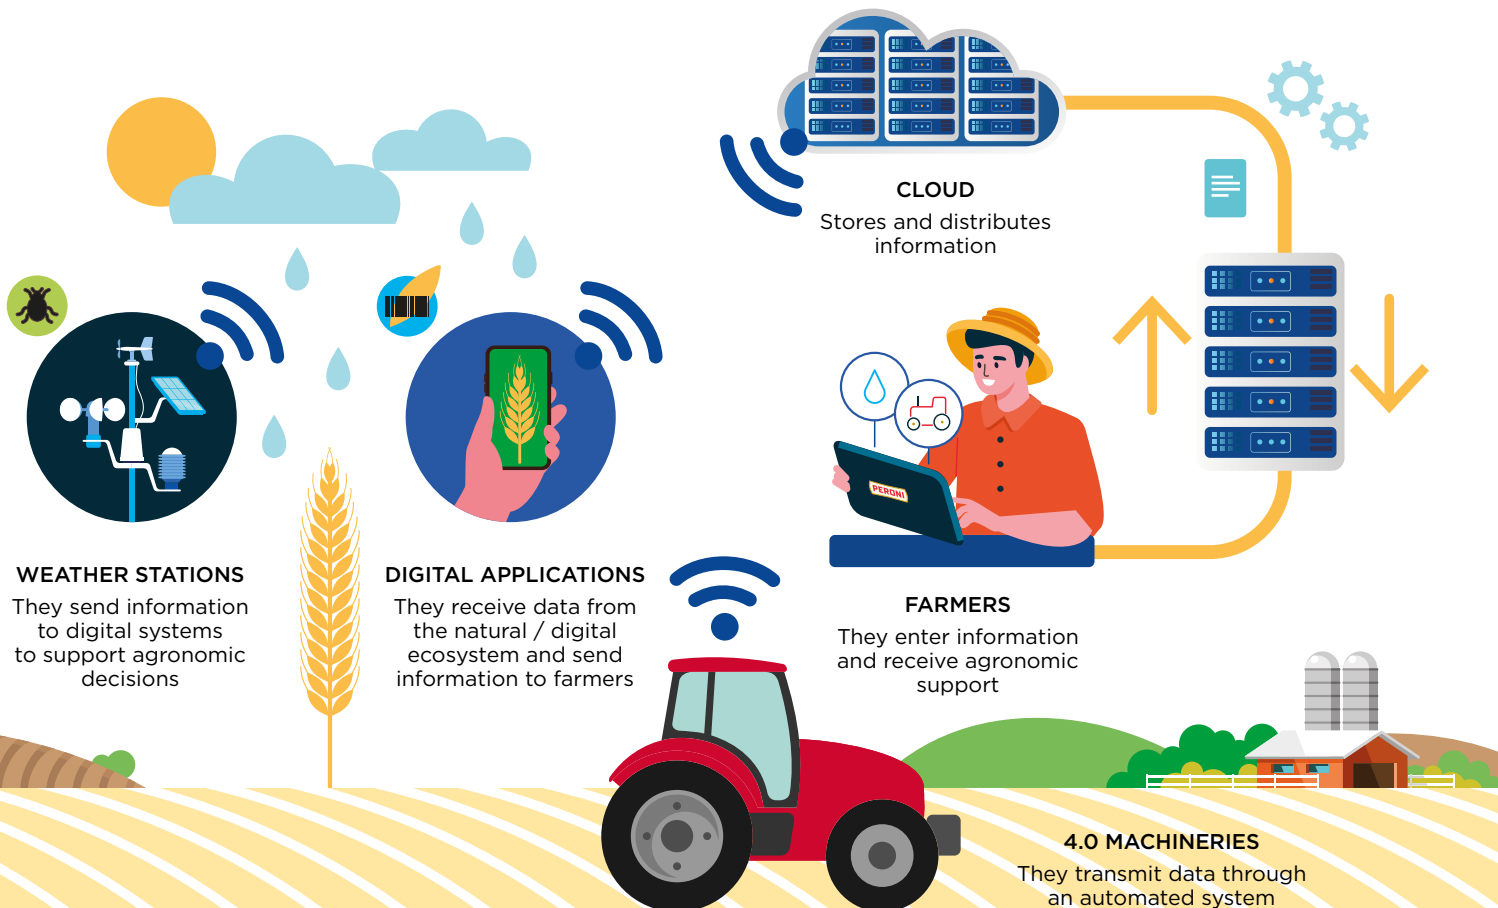 CLOUD
Stores and distributes
information
PERONI
WEATHER STATIONS
They send information
to digital systems
to support agronomic
decisions
DIGITAL APPLICATIONS
They receive data from
the natural / digital
ecosystem and send
information to farmers
FARMERS
They enter information
and receive agronomic
support
4.0 MACHINERIES
They transmit data through
an automated system